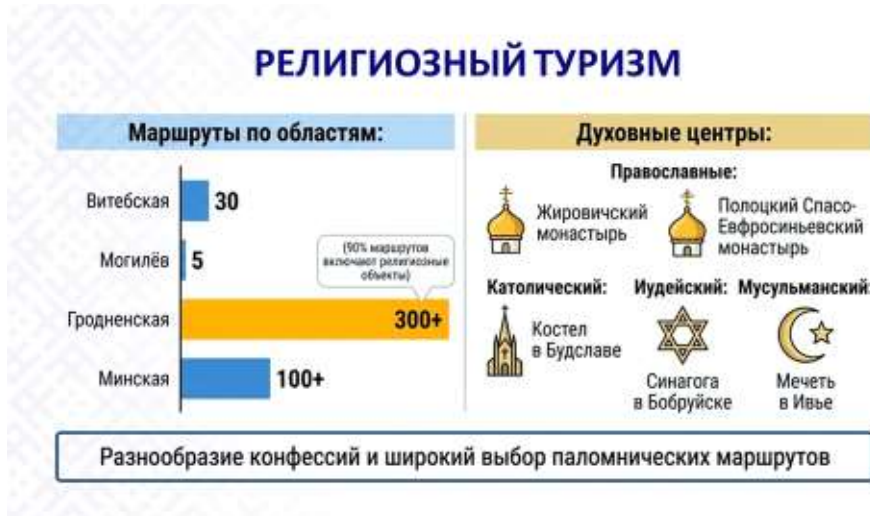 РЕЛИГИОЗНЫЙ ТУРИЗМ
Маршруты по областям:
Витебская
30
Могилёв
5
(90% маршрутов
включают религиозные
объекты)
Гродненская
300+
Минская
100+
Духовные центры:
Православные:
Жировичский
монастырь
Полоцкий Спасо-
Евфросиньевский
монастырь
Католический:
Костел
в Будславе
Иудейский:
Синагога
в Бобруйске
Мусульманский:
Мечеть
в Ивье
Разнообразие конфессий и широкий выбор паломнических маршрутов